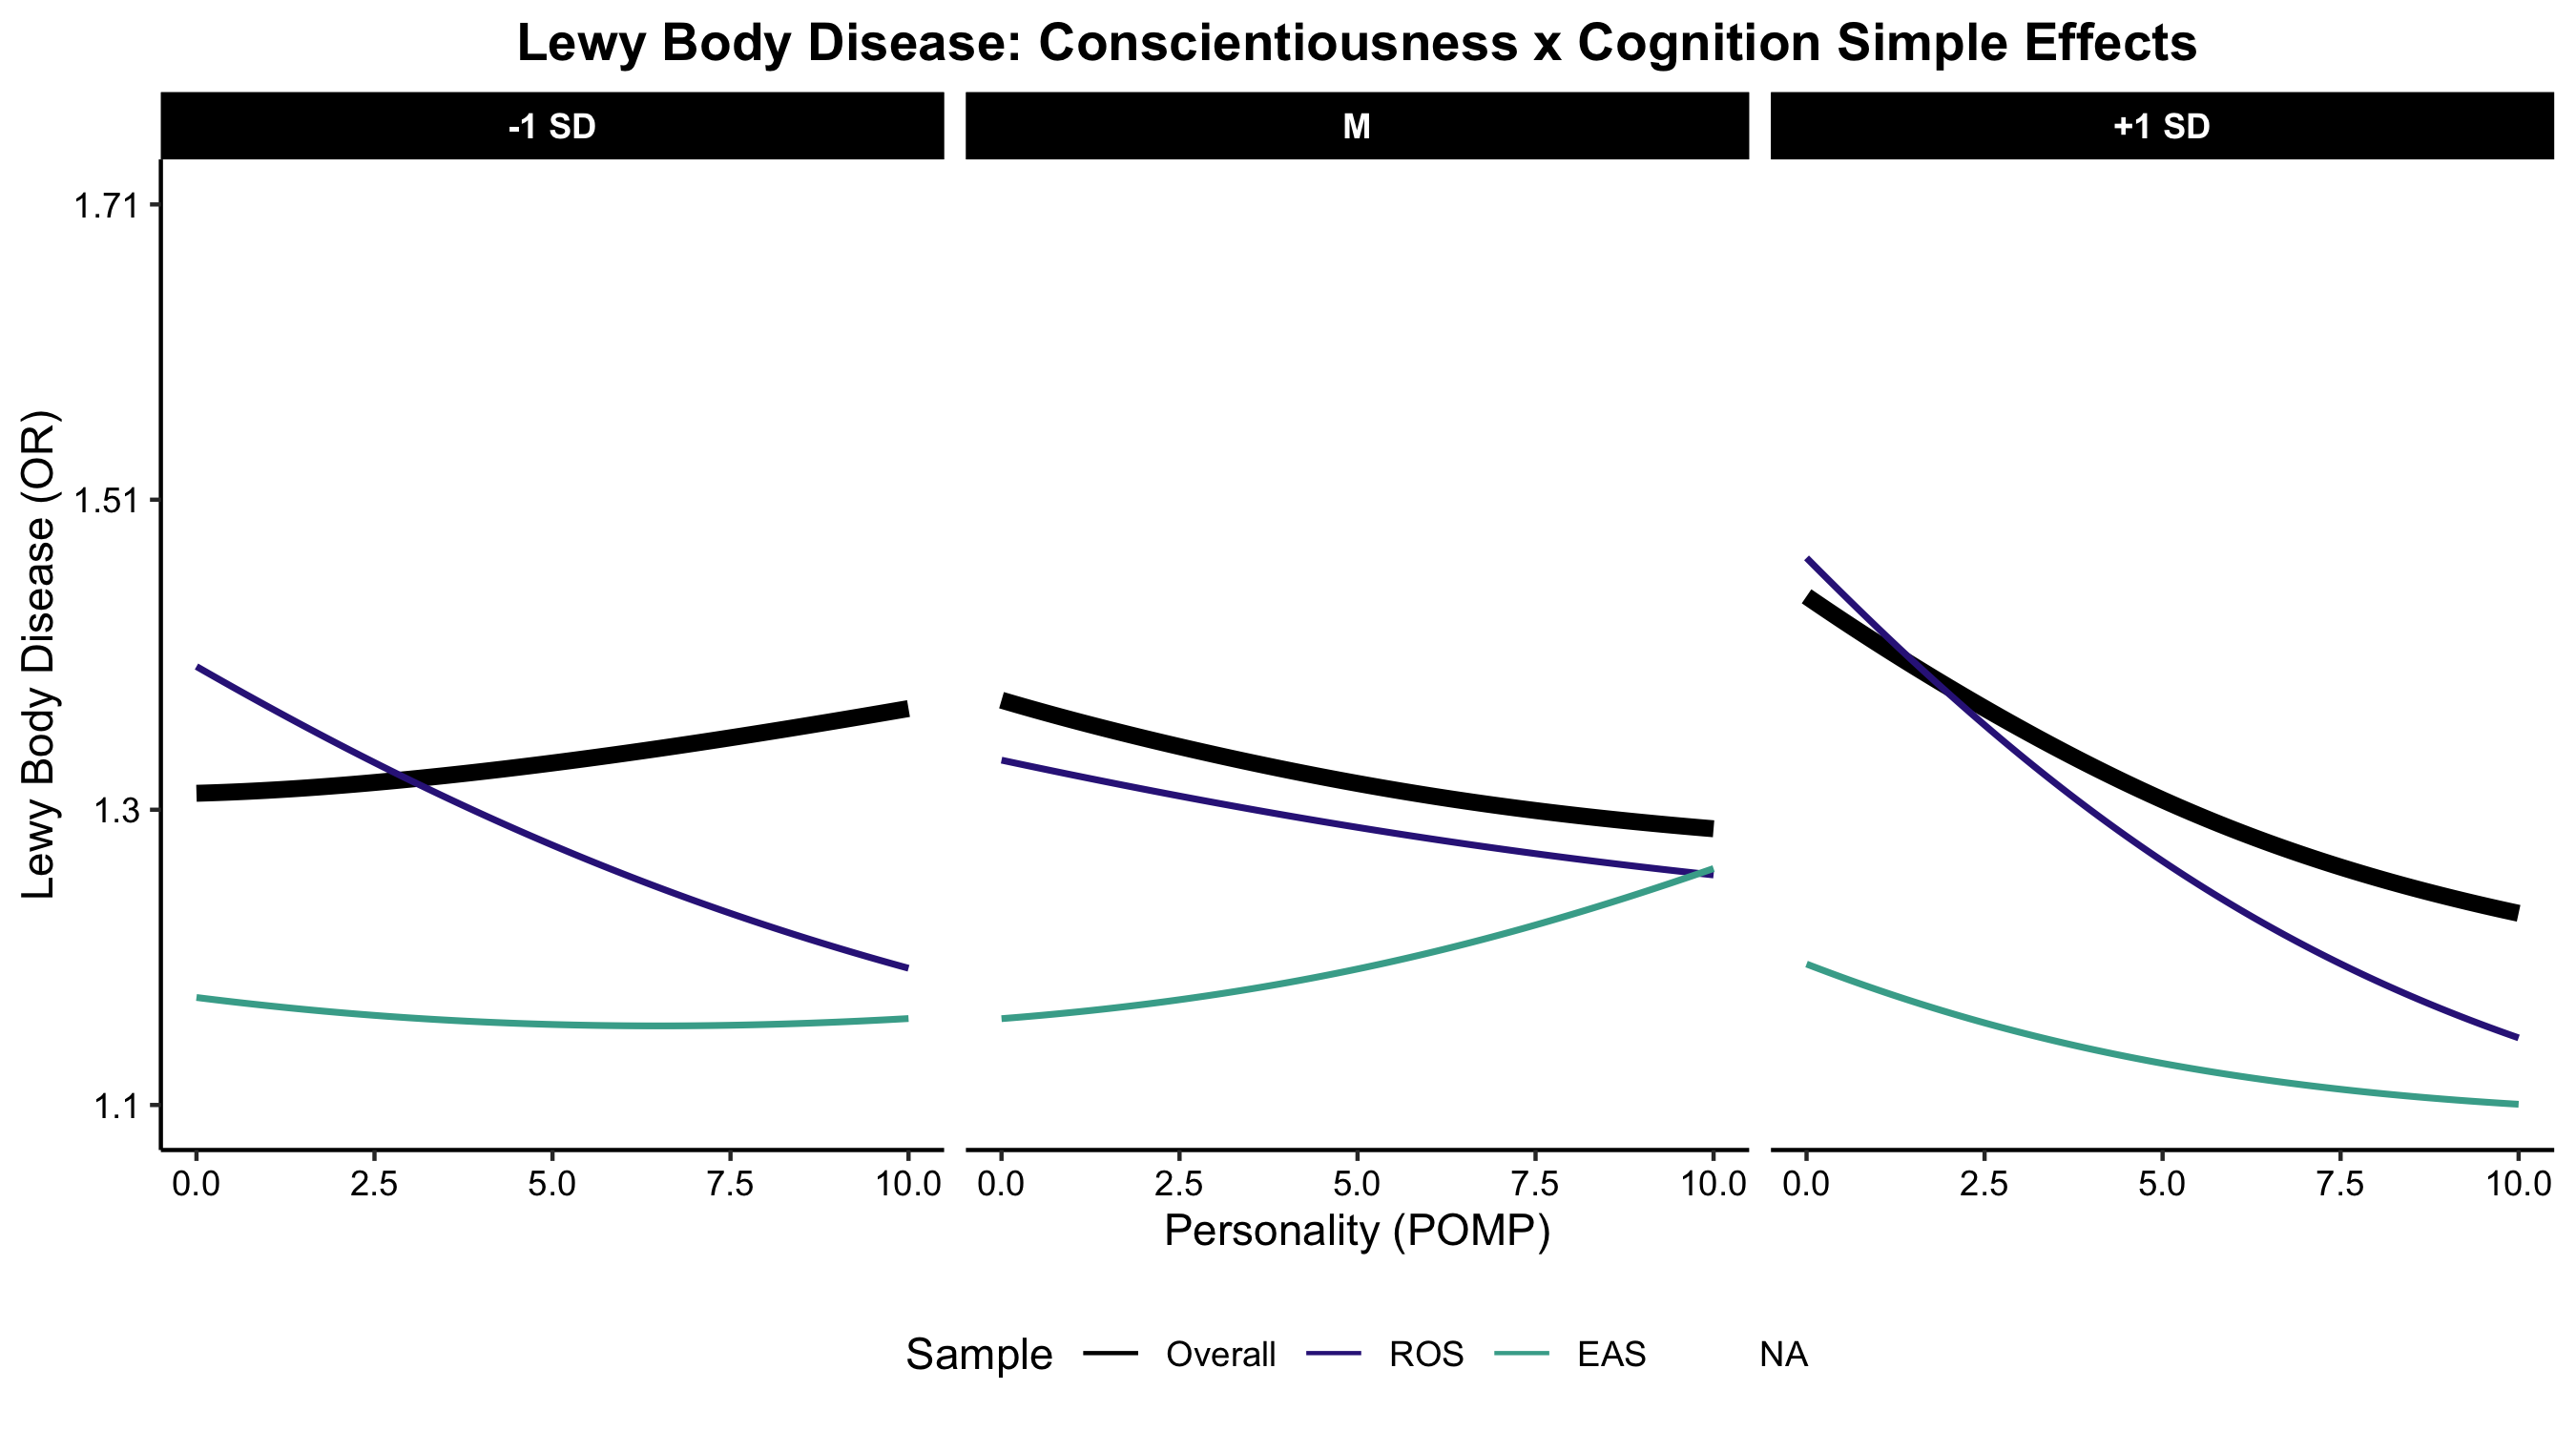 Lewy Body Disease: Conscientiousness x Cognition Simple Effects
-1 SD
M
+1 SD
Lewy Body Disease (OR)
1.71
1.51
1.3
1.1
0.0 2.5 5.0 7.5 10.0
0.0 2.5 5.0 7.5 10.0
0.0 2.5 5.0 7.5 10.0
Personality (POMP)
Sample Overall ROS EAS NA